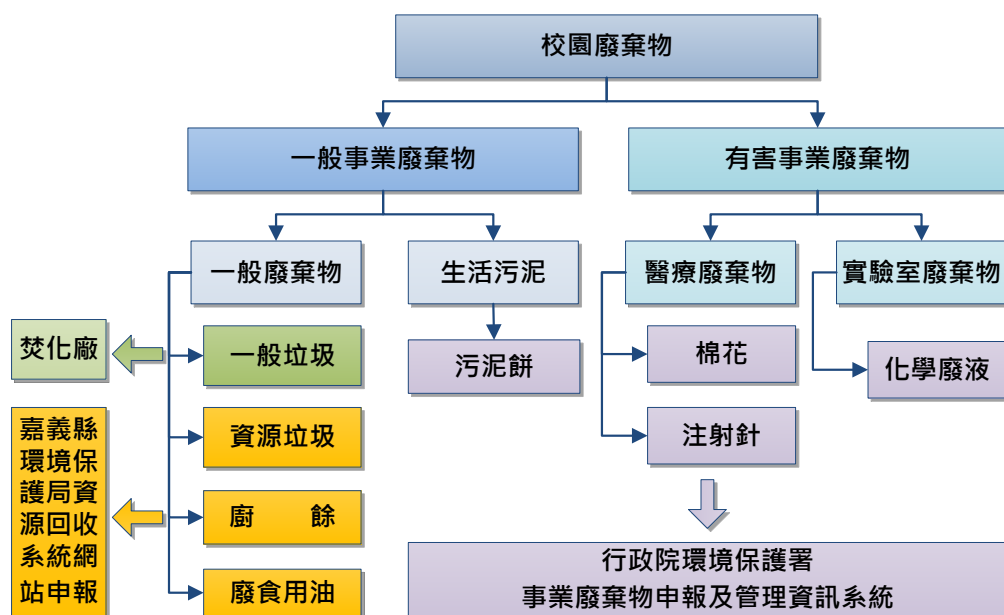 校園廢棄物
一般事業廢棄物
有害事業廢棄物
一般廢棄物
生活污泥
醫療廢棄物
實驗室廢棄物
焚化廠
一般垃圾
污泥餅
棉花
化學廢液
嘉義縣
環境保
護局資
源回收
系統網
站申報
資源垃圾
注射針
廚 餘
廢食用油
行政院環境保護署
事業廢棄物申報及管理資訊系統